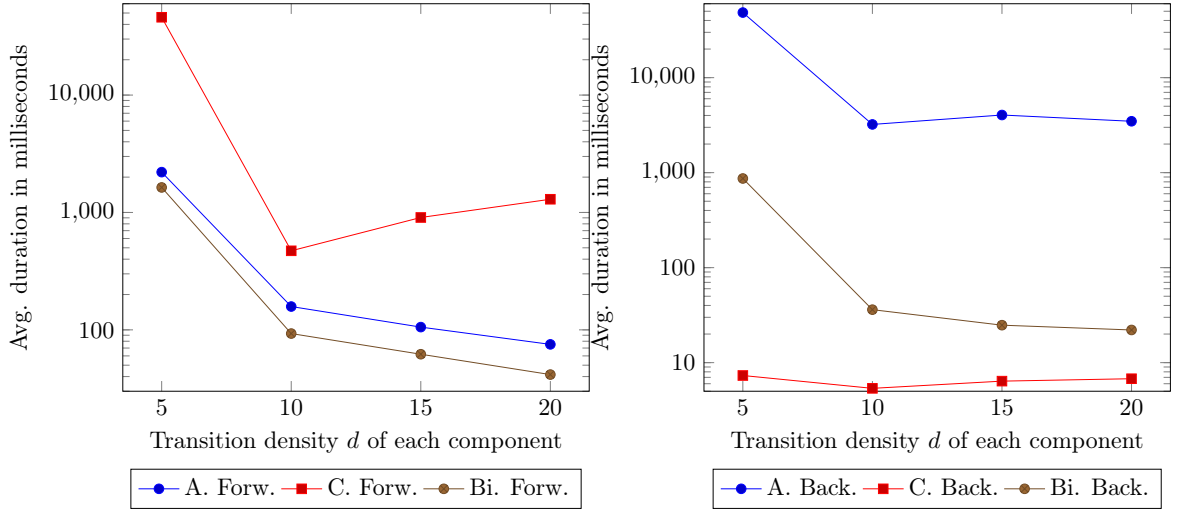 10,000
1,000
100
Avg. duration in milliseconds
5 10 15 20
Transition density d of each component
A. Forw. C. Forw. Bi. Forw.
10,000
1,000
100
10
Avg. duration in milliseconds
5 10 15 20
Transition density d of each component
A. Back. C. Back. Bi. Back.